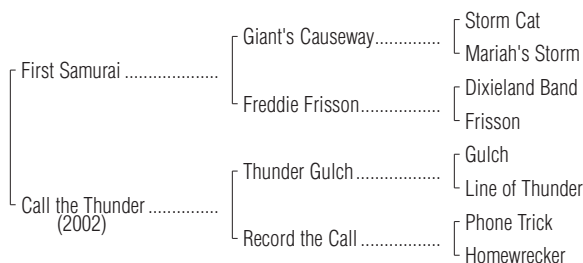 Storm Cat
Giant's Causeway
Mariah's Storm
First Samurai
Dixieland Band
Freddie Frisson
Frisson
Gulch
Thunder Gulch
Line of Thunder
Call the Thunder
(2002)
Phone Trick
Record the Call
Homewrecker